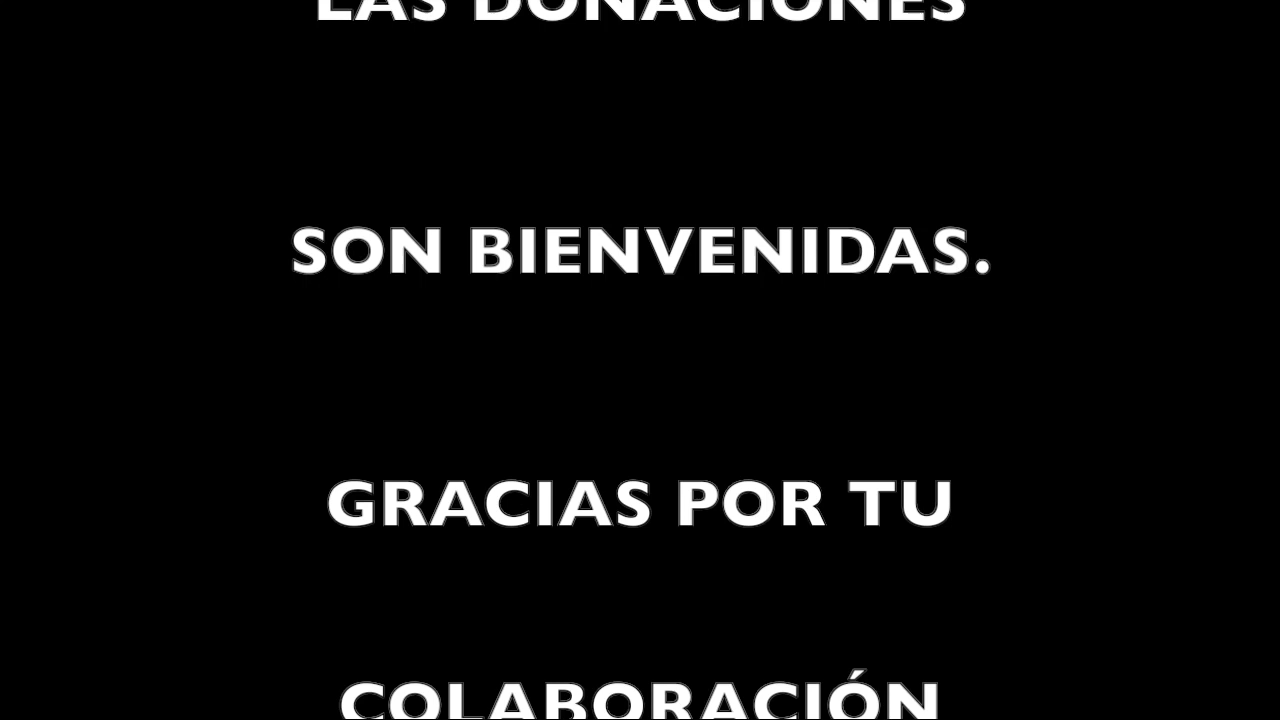 LAS DONACIONES
SON BIENVENIDAS.
GRACIAS POR TU
COLABORACIÓN